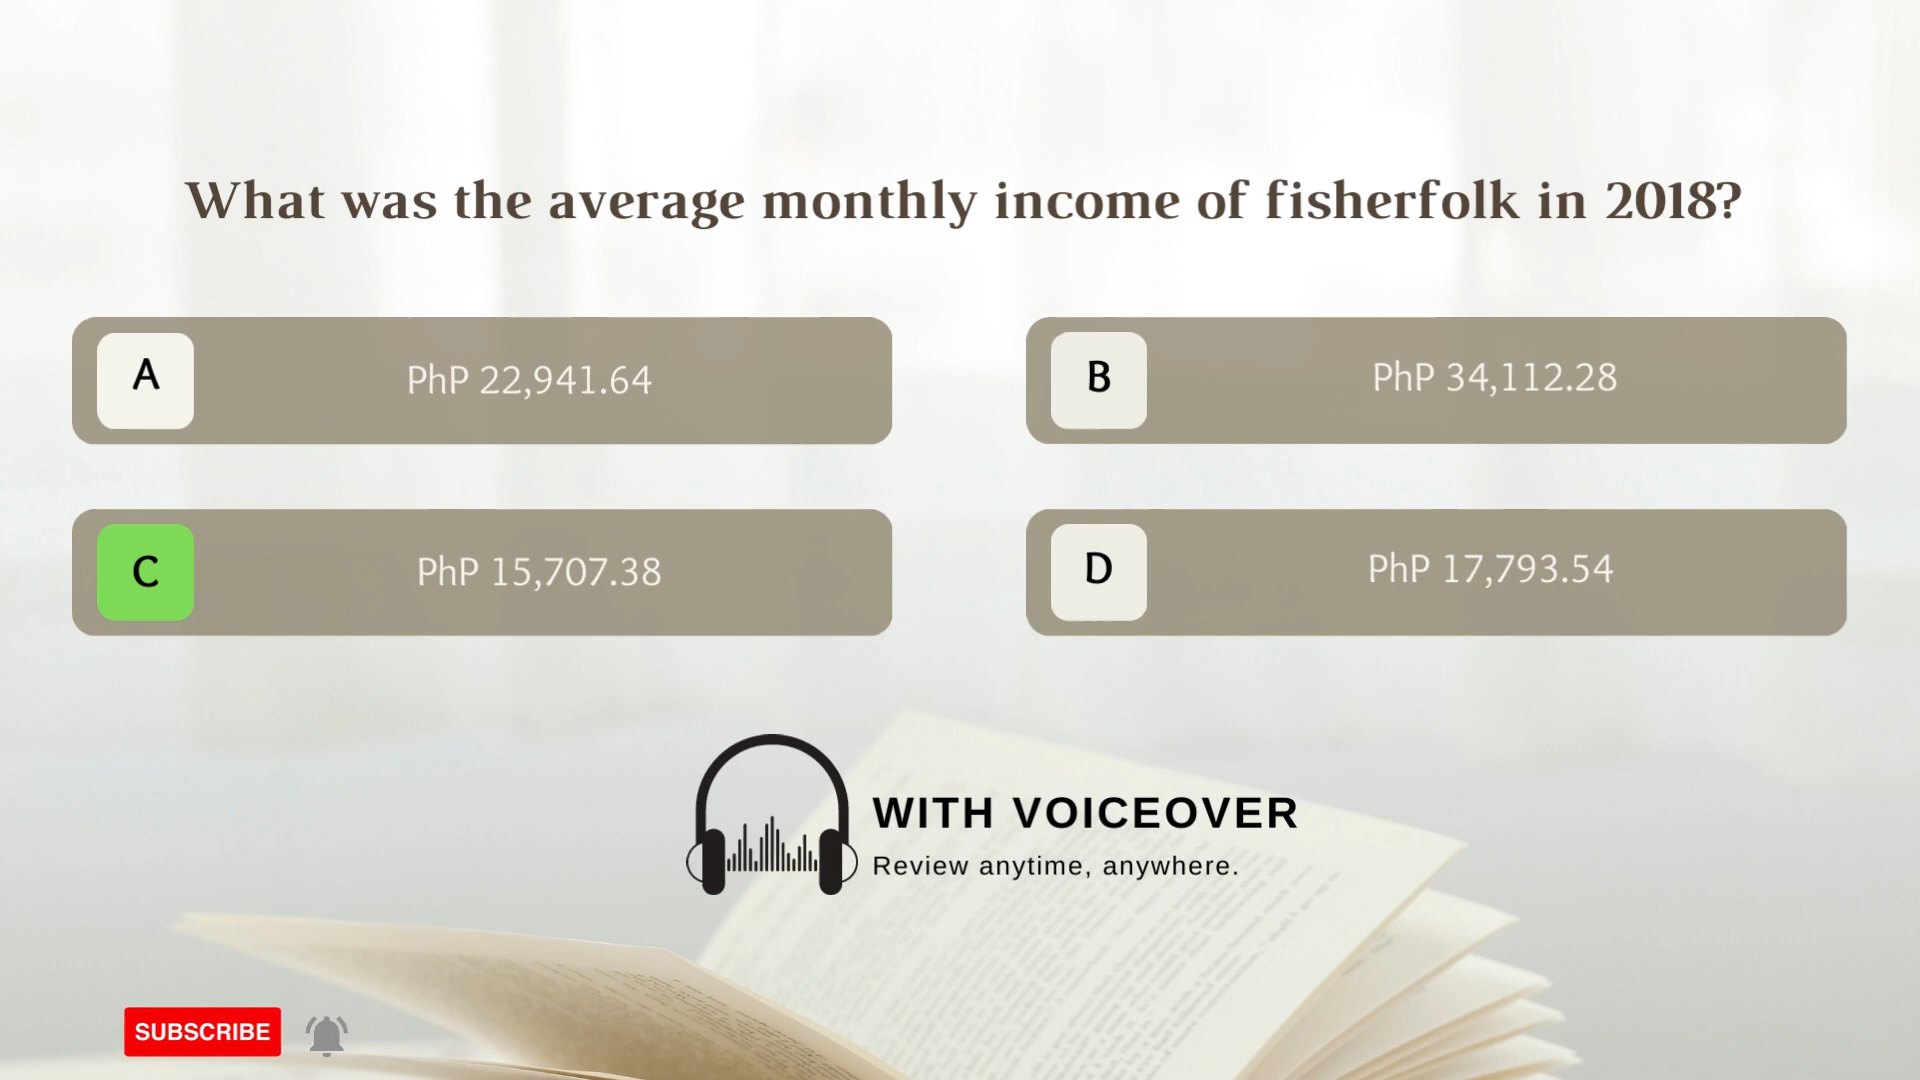 What was the average monthly income of fisherfolk in 2018?
A
PhP 22,941.64
B
PhP 34,112.28
C
PhP 15,707.38
D
PhP 17,793.54
WITH VOICEOVER
Review anytime, anywhere.
SUBSCRIBE